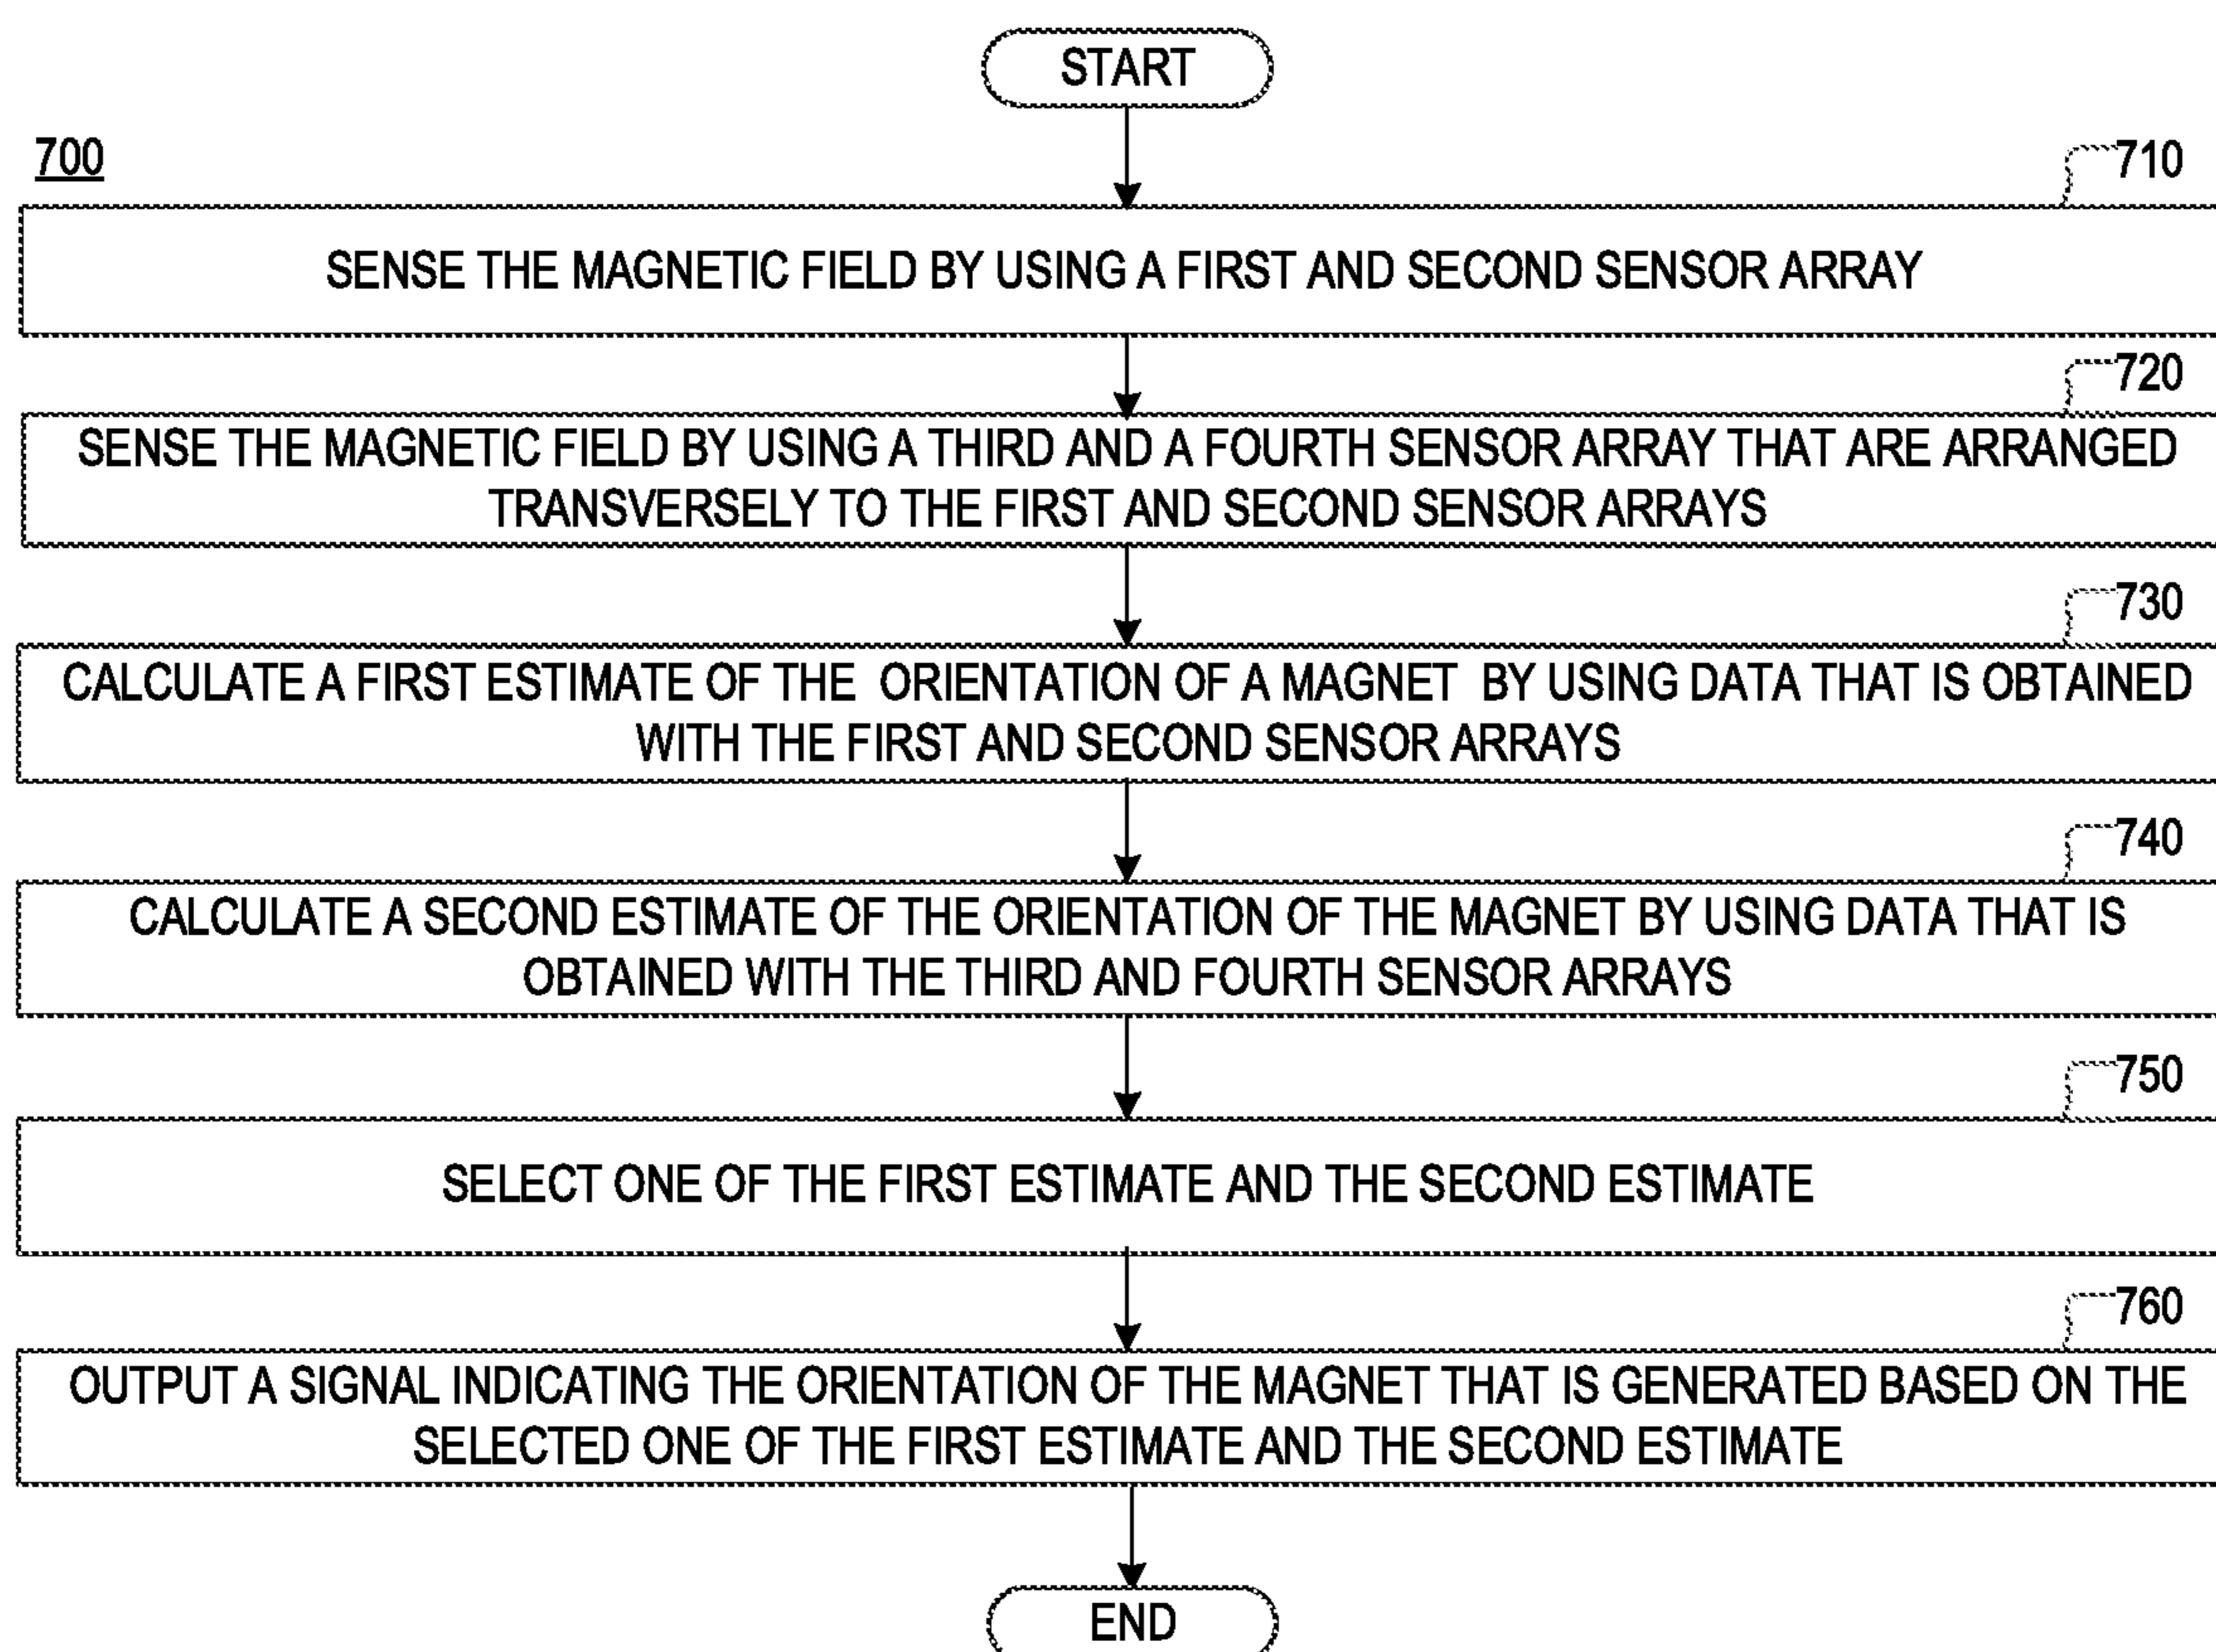 START
700
710
SENSE THE MAGNETIC FIELD BY USING A FIRST AND SECOND SENSOR ARRAY
720
SENSE THE MAGNETIC FIELD BY USING A THIRD AND A FOURTH SENSOR ARRAY THAT ARE ARRANGED
TRANSVERSELY TO THE FIRST AND SECOND SENSOR ARRAYS
730
CALCULATE A FIRST ESTIMATE OF THE ORIENTATION OF A MAGNET BY USING DATA THAT IS OBTAINED
WITH THE FIRST AND SECOND SENSOR ARRAYS
740
CALCULATE A SECOND ESTIMATE OF THE ORIENTATION OF THE MAGNET BY USING DATA THAT IS
OBTAINED WITH THE THIRD AND FOURTH SENSOR ARRAYS
750
SELECT ONE OF THE FIRST ESTIMATE AND THE SECOND ESTIMATE
760
OUTPUT A SIGNAL INDICATING THE ORIENTATION OF THE MAGNET THAT IS GENERATED BASED ON THE
SELECTED ONE OF THE FIRST ESTIMATE AND THE SECOND ESTIMATE
END